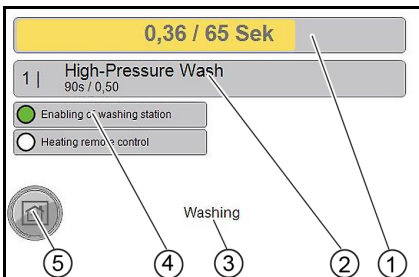 0,36 / 65 Sek
1 | High-Pressure Wash
90s / 0,50
Enabling of washing station
Heating remote control
Washing
5 4 3 2 1